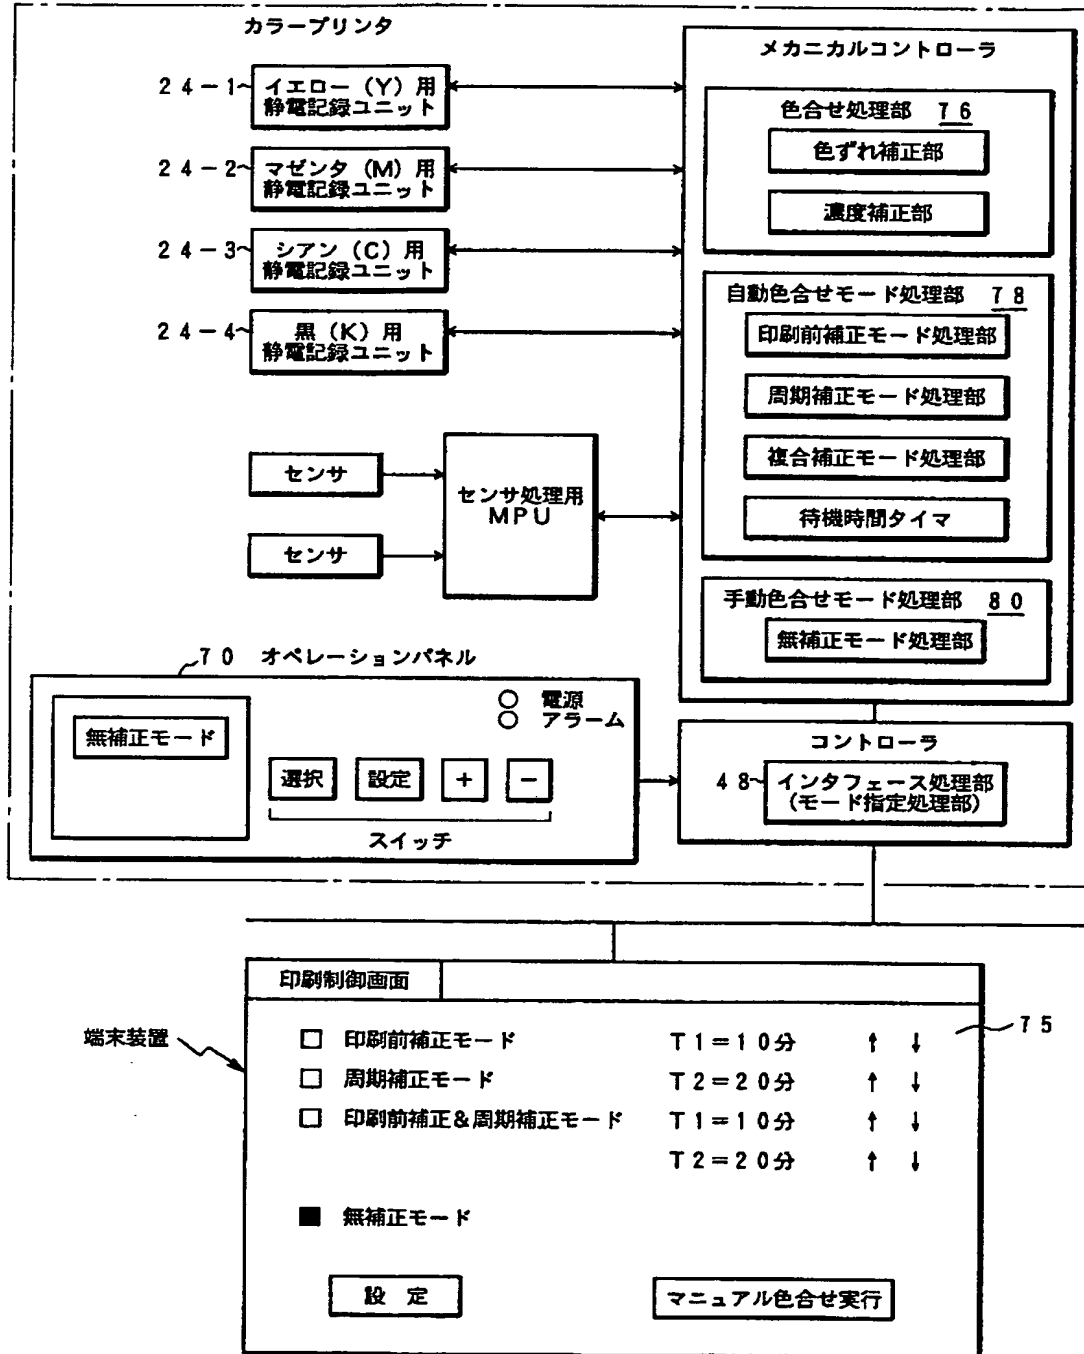 カラープリンタ
24-1
イエロー(Y)用
静電記録ユニット
24-2
マゼンタ(M)用
静電記録ユニット
24-3
シアン(C)用
静電記録ユニット
24-4
黒(K)用
静電記録ユニット
センサ
センサ
センサ処理用
MPU
メカニカルコントローラ
色合せ処理部 76
色ずれ補正部
濃度補正部
自動色合せモード処理部 78
印刷前補正モード処理部
周期補正モード処理部
複合補正モード処理部
待機時間タイマ
手動色合せモード処理部 80
無補正モード処理部
70 オペレーションパネル
無補正モード
電源
アラーム
選択 設定 + -
スイッチ
コントローラ
48
インタフェース処理部
(モード指定処理部)
端末装置
印刷制御画面
75
印刷前補正モード T1=10分 ↑ ↓
周期補正モード T2=20分 ↑ ↓
印刷前補正&周期補正モード T1=10分 ↑ ↓
T2=20分 ↑ ↓
無補正モード
設定 マニュアル色合せ実行